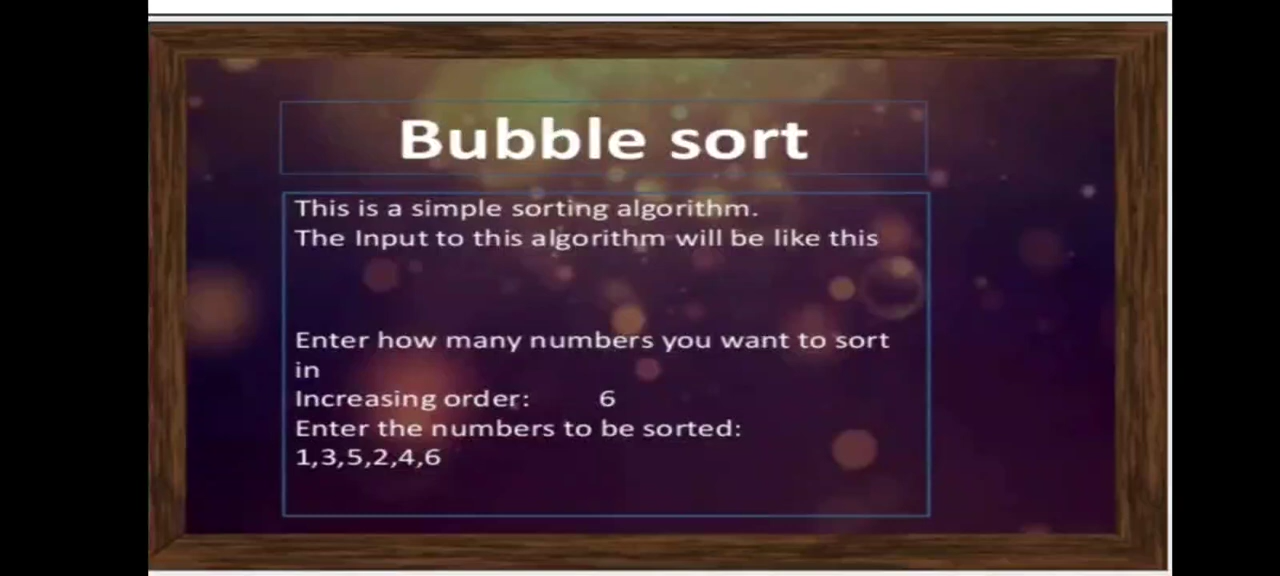 Bubble sort
This is a simple sorting algorithm.
The Input to this algorithm will be like this
Enter how many numbers you want to sort
in
Increasing order: 6
Enter the numbers to be sorted:
1,3,5,2,4,6